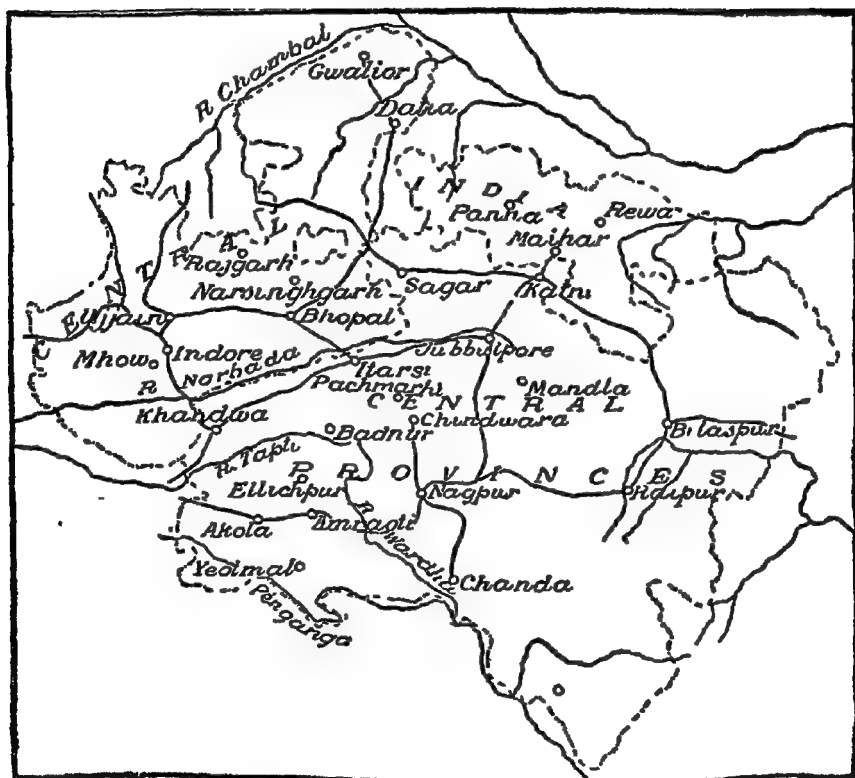 R Chambal
Gwalior
Datia
CENTRAL INDIA
Panna
Rewa
Maihar
Rajgarh
Narsinghgarh
Sagar
Katni
Ujjain
Bhopal
Mhow
Indore
R Narbada
Itarsi
Jubbulpore
Pachmarhi
Mandla
CENTRAL
Khandwa
Chindwara
Badnur
Bilaspur
R. Tapti
PROVINCES
Ellichpur
Nagpur
Raipur
Akola
Amraoti
R Wardha
Yeotmal
Chanda
Penganga